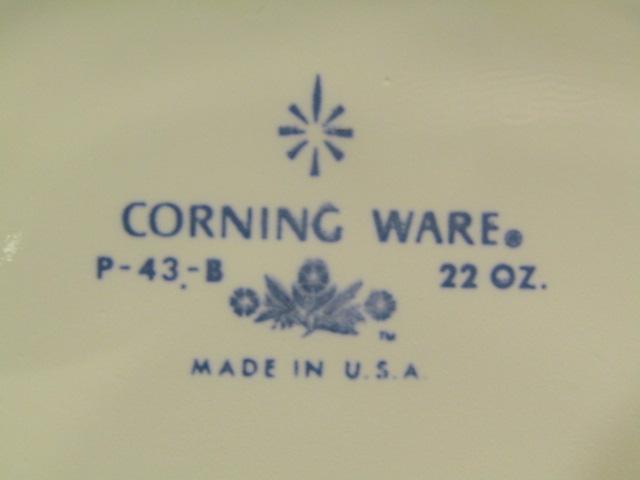 CORNING WARE®
P-43-B 22 OZ.
™
MADE IN U.S.A.